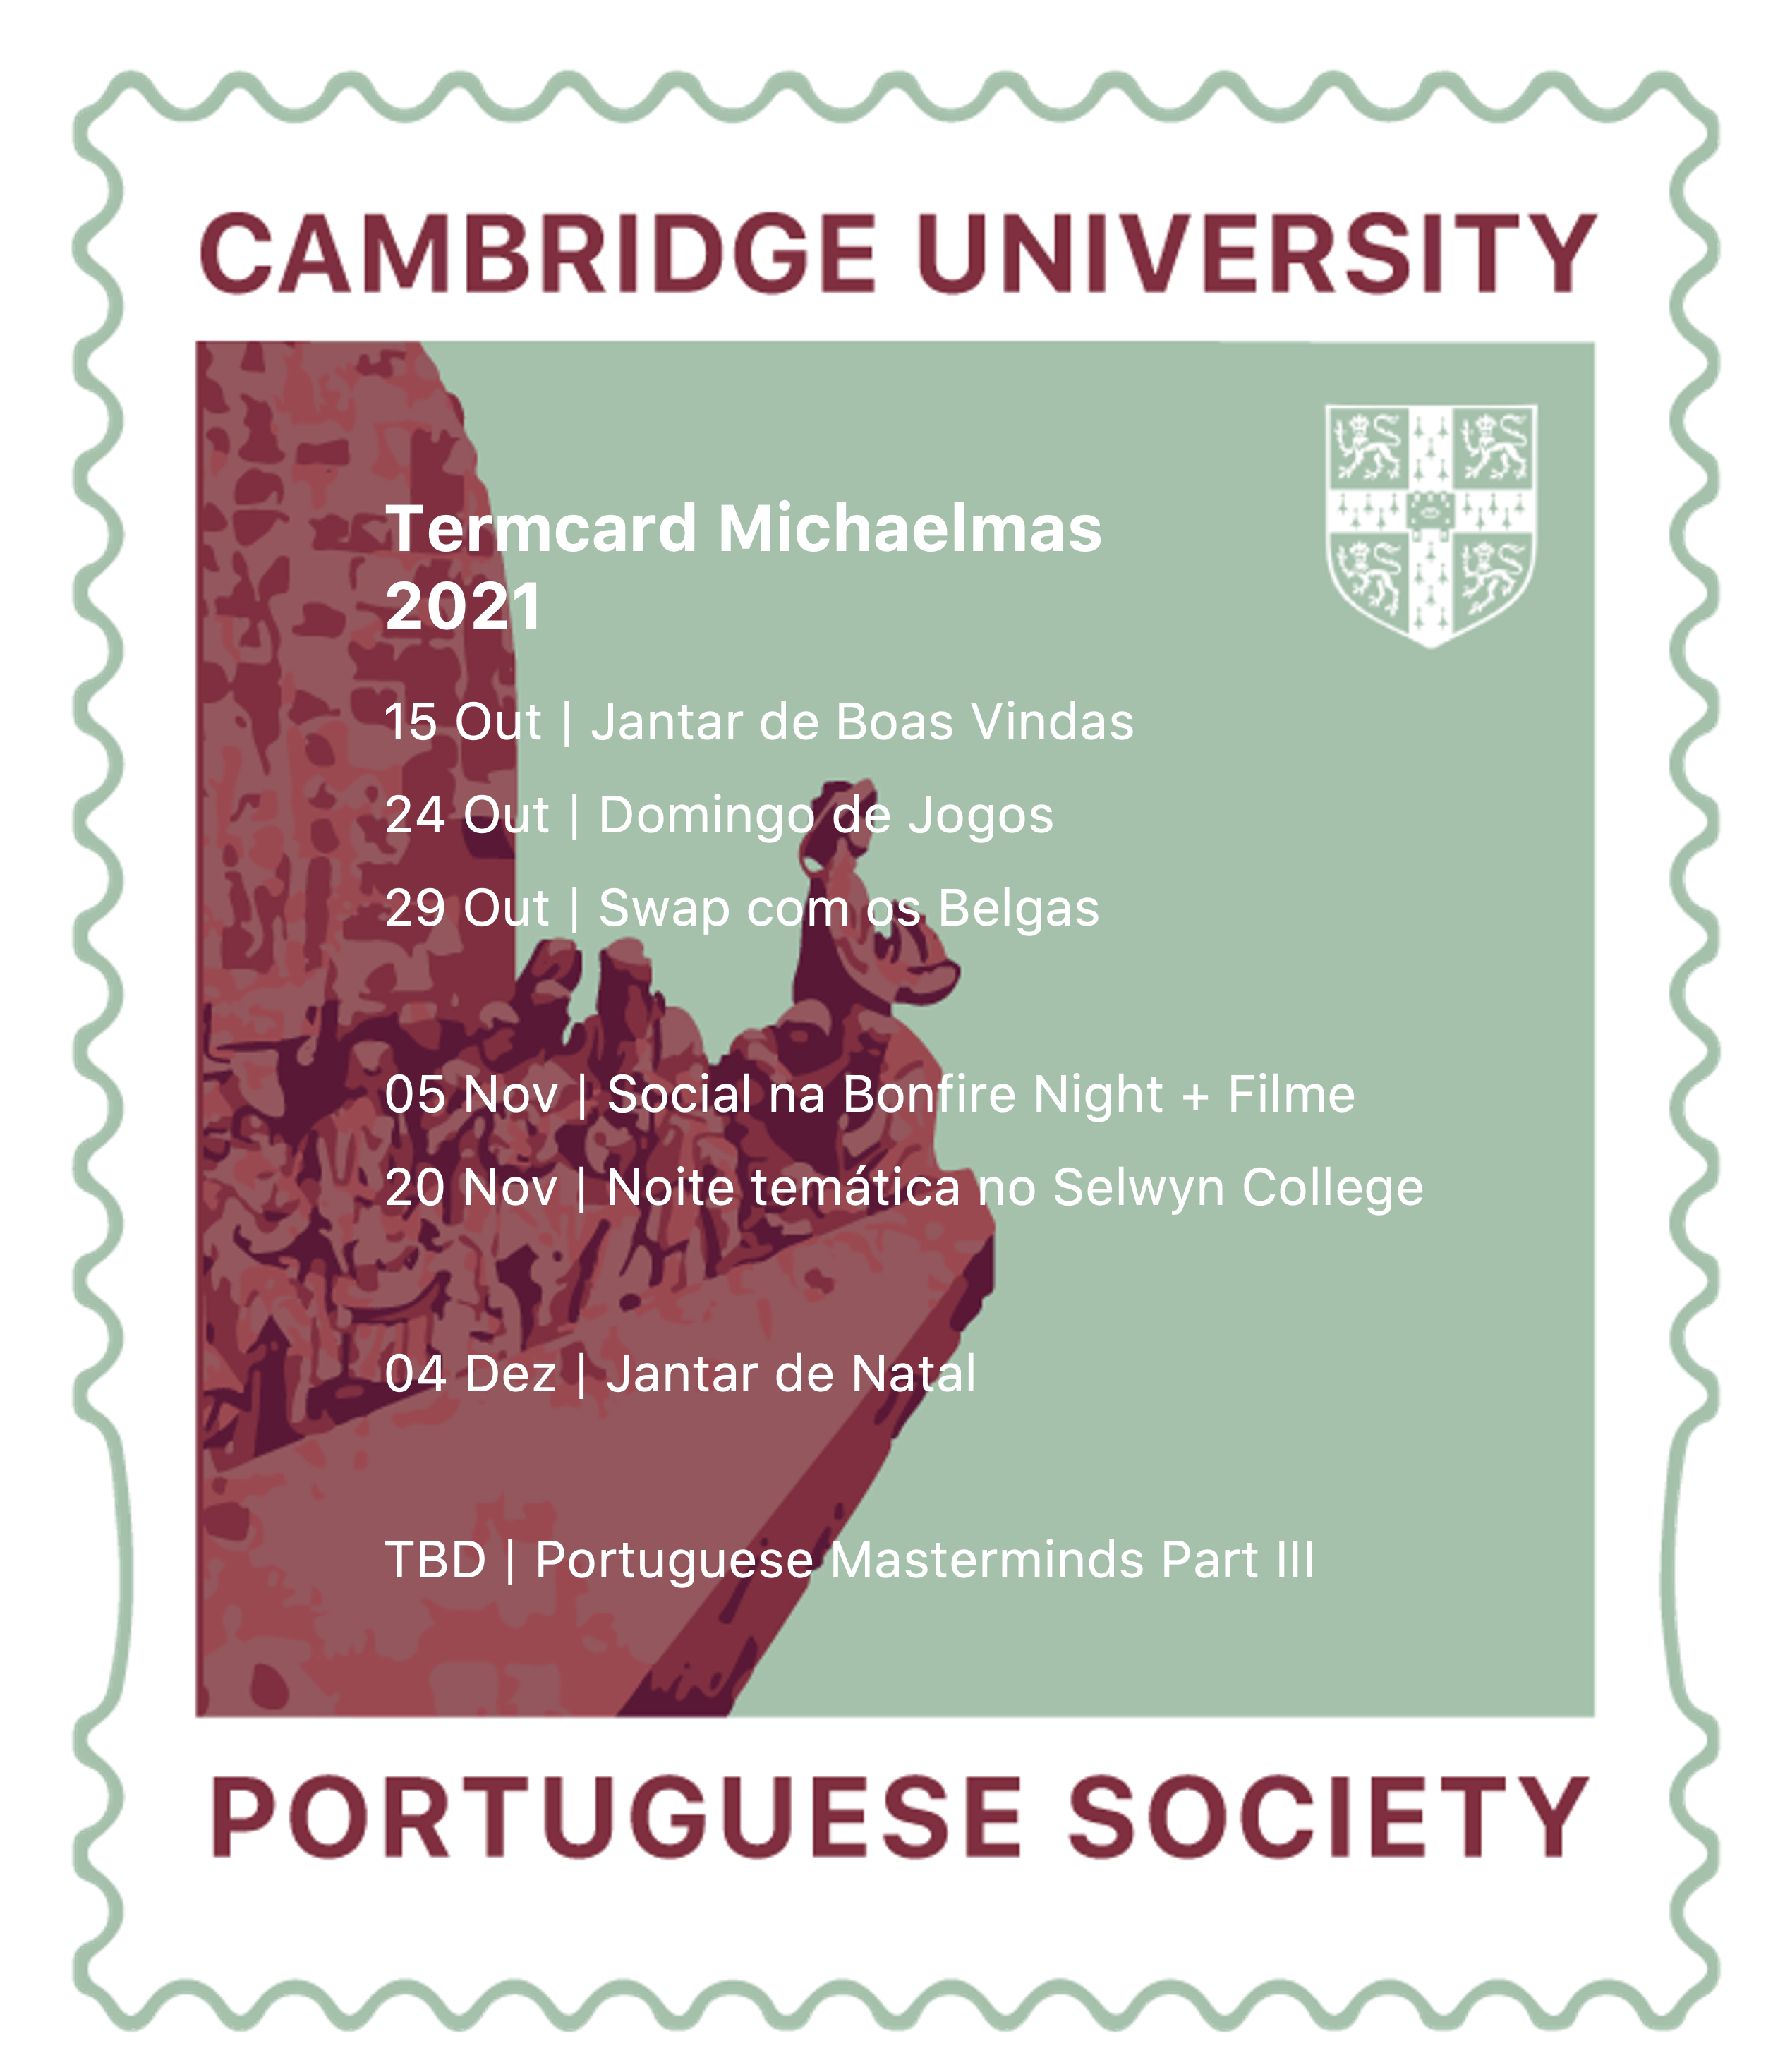 CAMBRIDGE UNIVERSITY
Termcard Michaelmas
2021
15 Out | Jantar de Boas Vindas
24 Out | Domingo de Jogos
29 Out | Swap com os Belgas
05 Nov | Social na Bonfire Night + Filme
20 Nov | Noite temática no Selwyn College
04 Dez | Jantar de Natal
TBD | Portuguese Masterminds Part III
PORTUGUESE SOCIETY